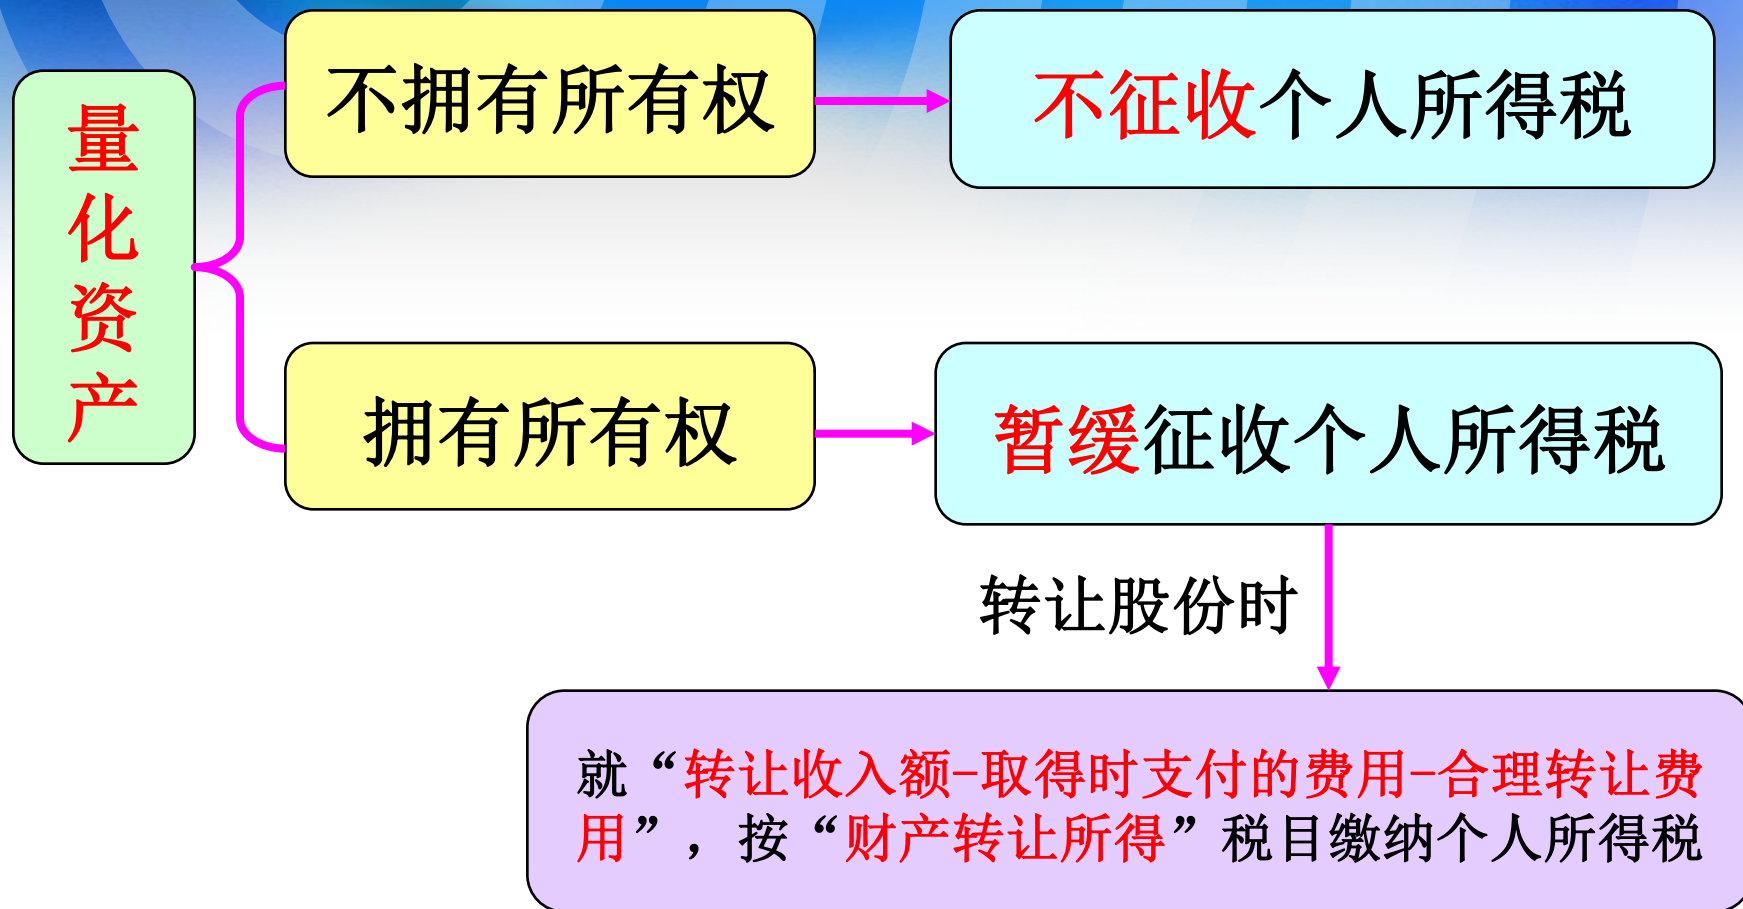 量化资产
不拥有所有权
不征收个人所得税
拥有所有权
暂缓征收个人所得税
转让股份时
就“转让收入额-取得时支付的费用-合理转让费
用”，按“财产转让所得”税目缴纳个人所得税